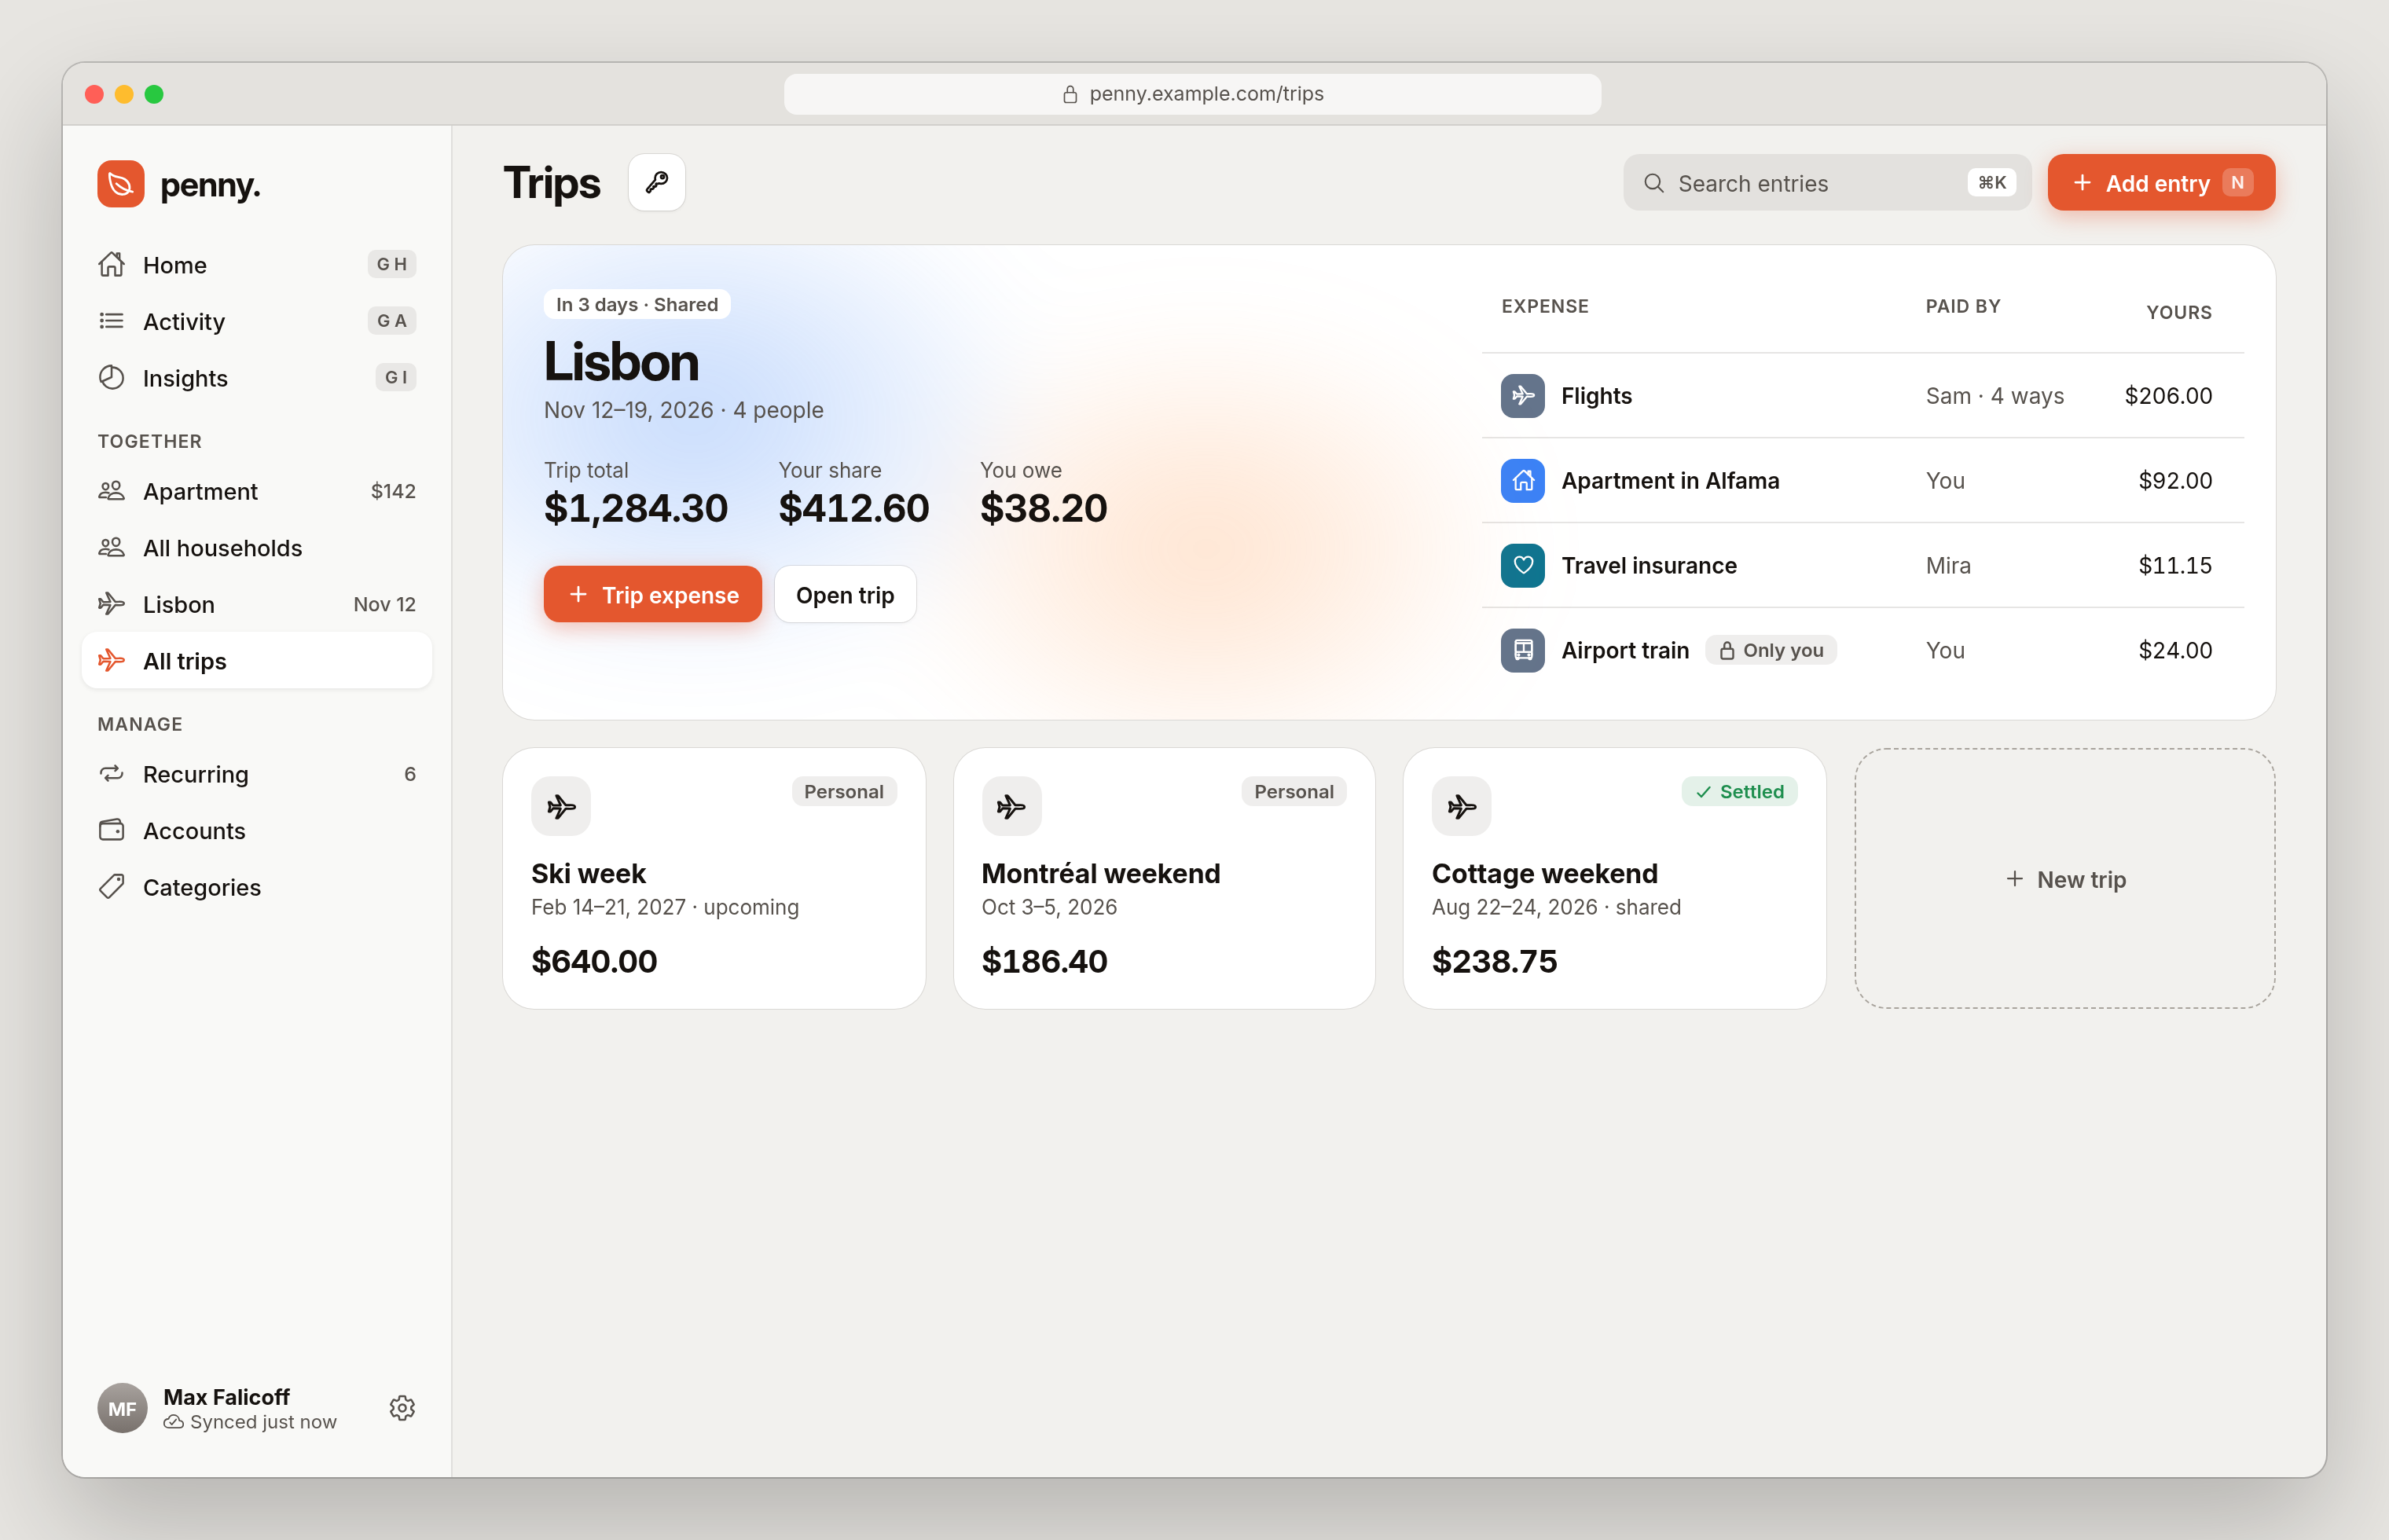 penny.example.com/trips
penny.
Home G H
Activity G A
Insights G I
TOGETHER
Apartment $142
All households
Lisbon Nov 12
All trips
MANAGE
Recurring 6
Accounts
Categories
MF
Max Falicoff
Synced just now
Trips
Search entries ⌘K
Add entry N
In 3 days · Shared
Lisbon
Nov 12–19, 2026 · 4 people
Trip total Your share You owe
$1,284.30 $412.60 $38.20
Trip expense Open trip
EXPENSE PAID BY YOURS
Flights Sam · 4 ways $206.00
Apartment in Alfama You $92.00
Travel insurance Mira $11.15
Airport train Only you You $24.00
Personal
Ski week
Feb 14–21, 2027 · upcoming
$640.00
Personal
Montréal weekend
Oct 3–5, 2026
$186.40
Settled
Cottage weekend
Aug 22–24, 2026 · shared
$238.75
New trip